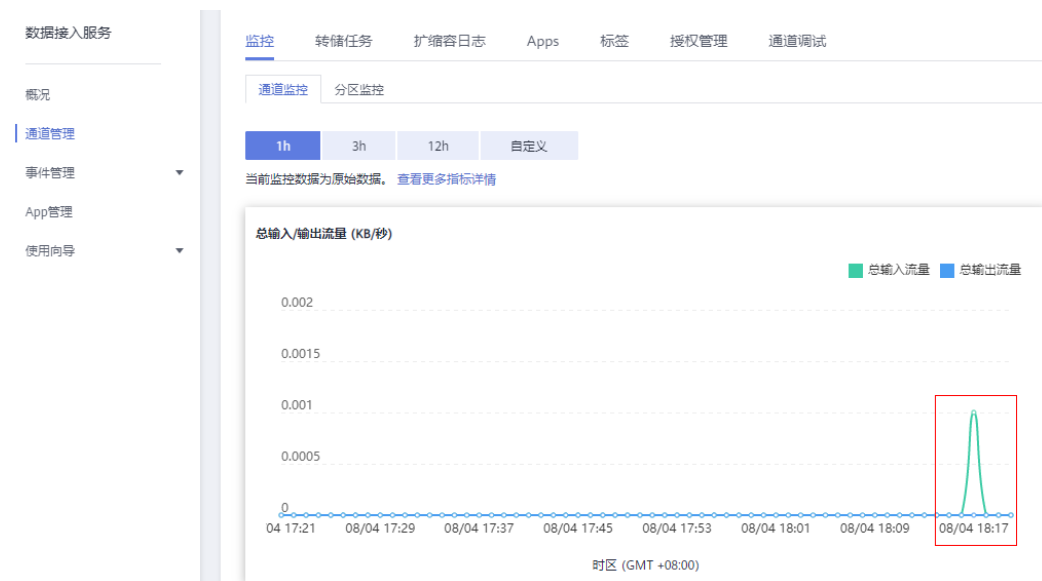 数据接入服务
概况
通道管理
事件管理
App管理
使用向导
监控 转储任务 扩缩容日志 Apps 标签 授权管理 通道调试
通道监控 分区监控
1h 3h 12h 自定义
当前监控数据为原始数据。 查看更多指标详情
总输入/输出流量 (KB/秒)
总输入流量 总输出流量
0.002
0.0015
0.001
0.0005
0
04 17:21 08/04 17:29 08/04 17:37 08/04 17:45 08/04 17:53 08/04 18:01 08/04 18:09 08/04 18:17
时区 (GMT +08:00)